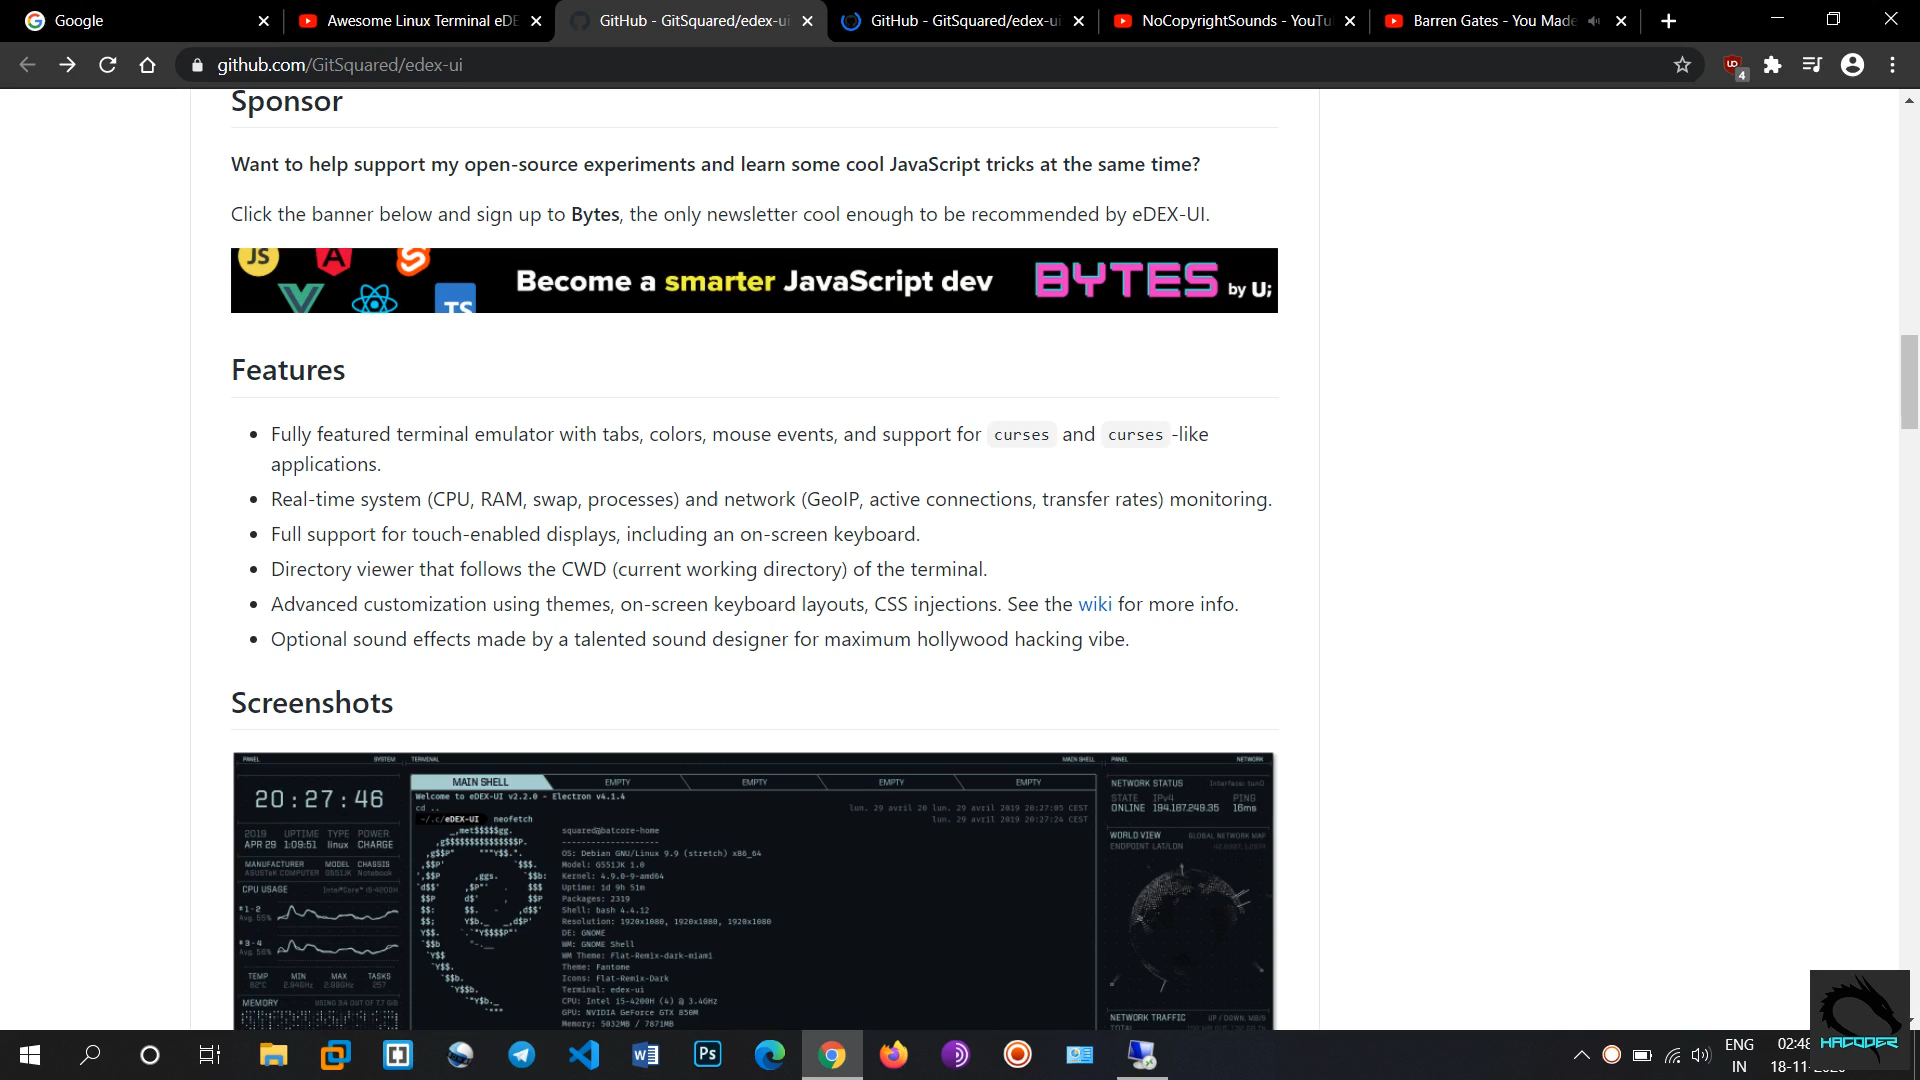 Google
Awesome Linux Terminal eDE
GitHub - GitSquared/edex-ui
GitHub - GitSquared/edex-ui
NoCopyrightSounds - YouTu
Barren Gates - You Made
github.com/GitSquared/edex-ui
4
Sponsor
Want to help support my open-source experiments and learn some cool JavaScript tricks at the same time?
Click the banner below and sign up to Bytes, the only newsletter cool enough to be recommended by eDEX-UI.
JS
TS
Become a smarter JavaScript dev
BYTES by U;
Features
Fully featured terminal emulator with tabs, colors, mouse events, and support for curses and curses -like
applications.
Real-time system (CPU, RAM, swap, processes) and network (GeoIP, active connections, transfer rates) monitoring.
Full support for touch-enabled displays, including an on-screen keyboard.
Directory viewer that follows the CWD (current working directory) of the terminal.
Advanced customization using themes, on-screen keyboard layouts, CSS injections. See the wiki for more info.
Optional sound effects made by a talented sound designer for maximum hollywood hacking vibe.
Screenshots
PANEL SYSTEM TERMINAL MAIN SHELL PANEL NETWORK
MAIN SHELL EMPTY EMPTY EMPTY EMPTY
20:27:46
2019 UPTIME TYPE POWER
APR 29 1:09:51 linux CHARGE
MANUFACTURER MODEL CHASSIS
ASUSTeK COMPUTER G551JK Notebook
CPU USAGE
# 1 - 2
Avg. 55%
# 3 - 4
Avg. 56%
TEMP MIN MAX TASKS
257
MEMORY USING 3.4 OUT OF 7.7 GiB
Welcome to eDEX-UI v2.2.0 - Electron v4.1.4
cd ..
lun. 29 avril 20 lun. 29 avril 2019 20:27:05 CEST
~/.c/eDEX-UI neofetch
lun. 29 avril 2019 20:27:24 CEST
squared@batcore-home
OS: Debian GNU/Linux 9.9 (stretch) x86_64
Model: G551JK 1.0
Kernel: 4.9.0-9-amd64
Uptime: 1d 9h 51m
Packages: 2319
Shell: bash 4.4.12
Resolution: 1920x1080, 1920x1080, 1920x1080
DE: GNOME
WM: GNOME Shell
WM Theme: Flat-Remix-dark-miami
Theme: Fantome
Icons: Flat-Remix-Dark
Terminal: edex-ui
CPU: Intel i5-4200H (4) @ 3.4GHz
GPU: NVIDIA GeForce GTX 850M
Memory: 5032MB / 7871MB
NETWORK STATUS Interface: tun0
STATE IPv4 PING
ONLINE 194.187.249.35 16ms
WORLD VIEW GLOBAL NETWORK MAP
ENDPOINT LAT/LON
NETWORK TRAFFIC UP / DOWN, MB/S
TOTAL
HACODER
ENG
IN
02:48
18-11-